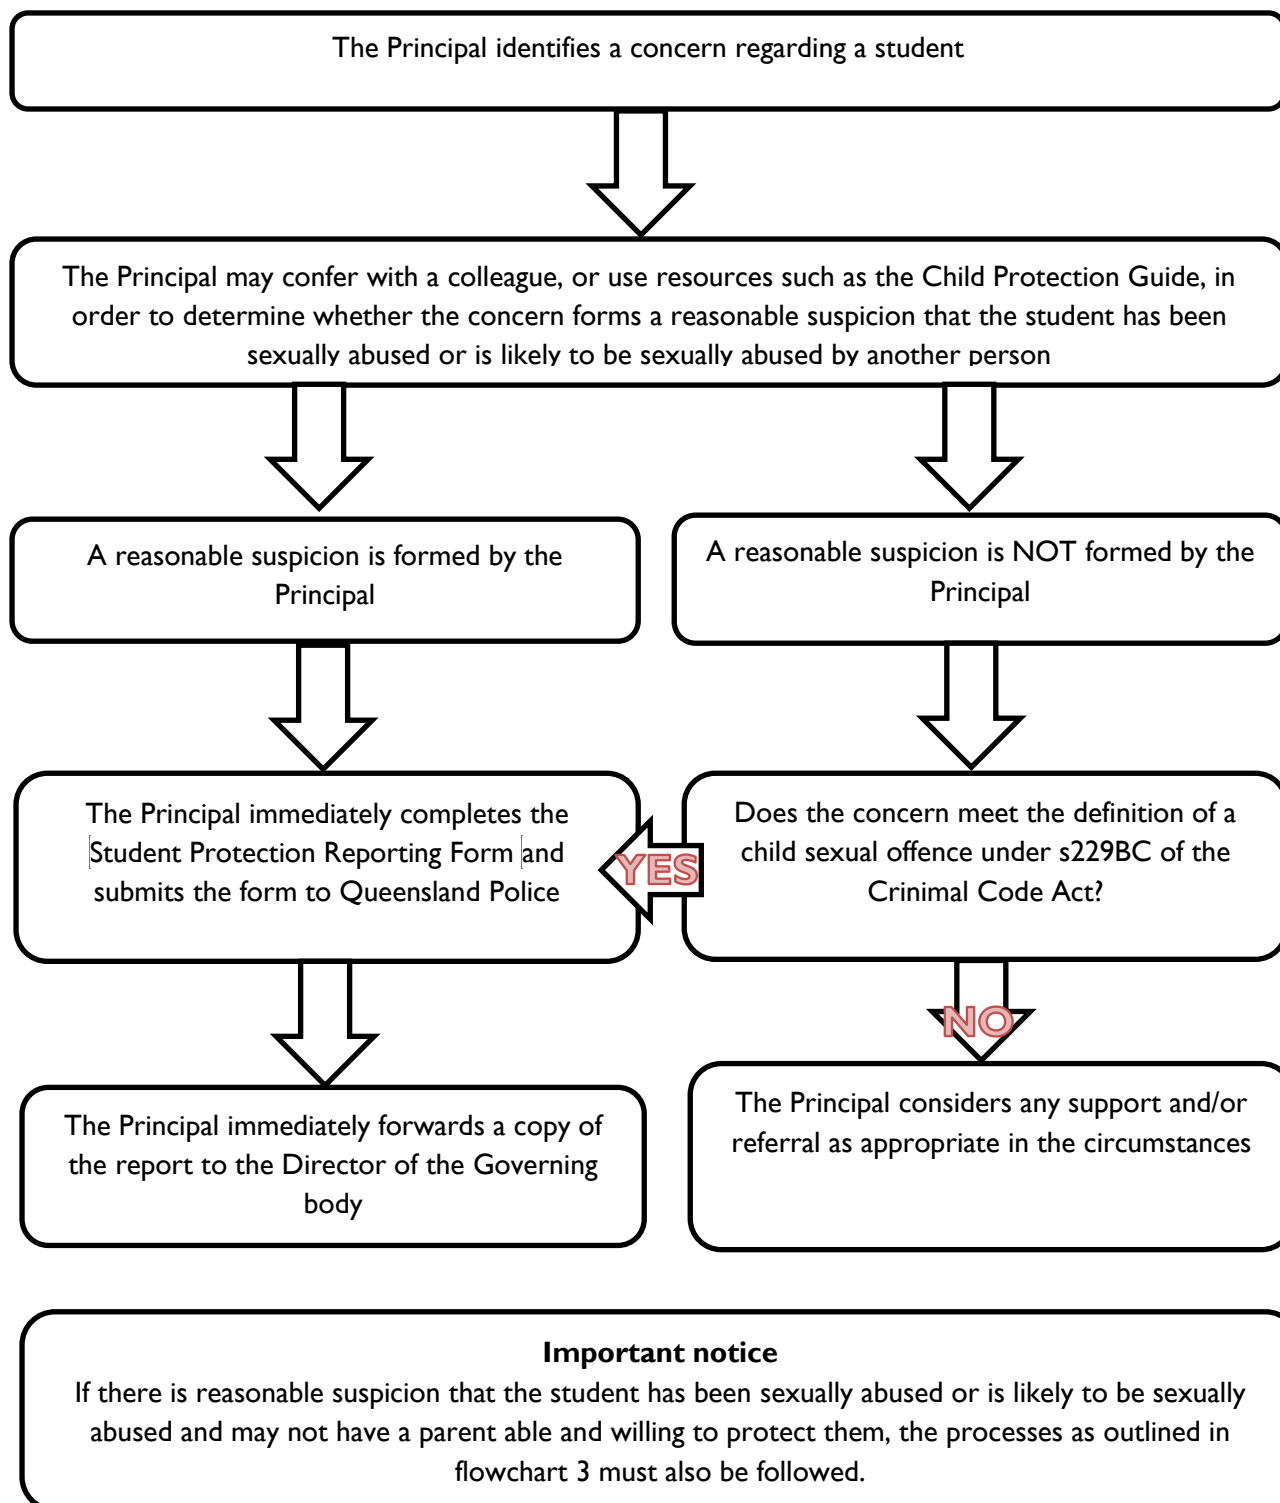 The Principal identifies a concern regarding a student
The Principal may confer with a colleague, or use resources such as the Child Protection Guide, in
order to determine whether the concern forms a reasonable suspicion that the student has been
sexually abused or is likely to be sexually abused by another person
A reasonable suspicion is formed by the
Principal
A reasonable suspicion is NOT formed by the
Principal
The Principal immediately completes the
Student Protection Reporting Form and
submits the form to Queensland Police
YES
Does the concern meet the definition of a
child sexual offence under s229BC of the
Crinimal Code Act?
NO
The Principal immediately forwards a copy of
the report to the Director of the Governing
body
The Principal considers any support and/or
referral as appropriate in the circumstances
Important notice
If there is reasonable suspicion that the student has been sexually abused or is likely to be sexually
abused and may not have a parent able and willing to protect them, the processes as outlined in
flowchart 3 must also be followed.